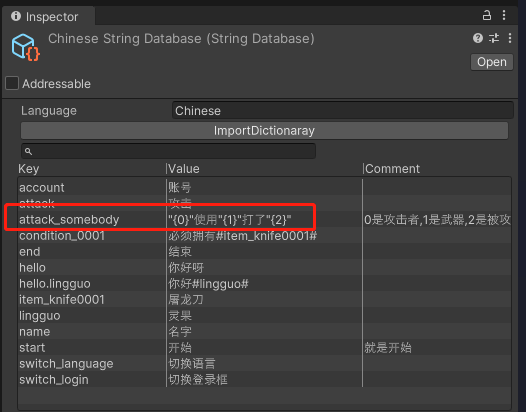 Inspector
Chinese String Database (String Database)
Open
Addressable
Language Chinese
ImportDictionaray
Key Value Comment
account 账号
attack 攻击
attack_somebody "{0}"使用"{1}"打了"{2}" 0是攻击者,1是武器,2是被攻
condition_0001 必须拥有#item_knife0001#
end 结束
hello 你好呀
hello.lingguo 你好#lingguo#
item_knife0001 屠龙刀
lingguo 灵果
name 名字
start 开始 就是开始
switch_language 切换语言
switch_login 切换登录框